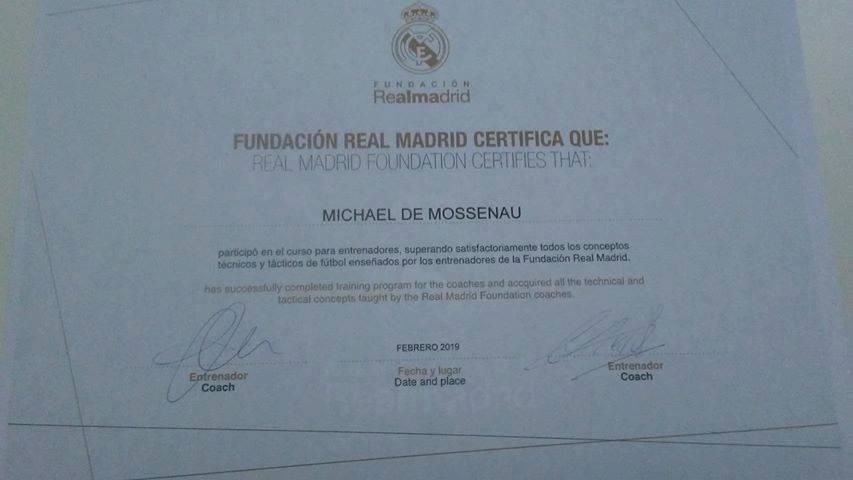 FUNDACIÓN
Realmadrid
FUNDACIÓN REAL MADRID CERTIFICA QUE:
REAL MADRID FOUNDATION CERTIFIES THAT:
MICHAEL DE MOSSENAU
participó en el curso para entrenadores, superando satisfactoriamente todos los conceptos
técnicos y tácticos de fútbol enseñados por los entrenadores de la Fundación Real Madrid.
has successfully completed training program for the coaches and accquired all the technical and
tactical concepts taught by the Real Madrid Foundation coaches.
FEBRERO 2019
Entrenador
Coach
Fecha y lugar
Date and place
Entrenador
Coach